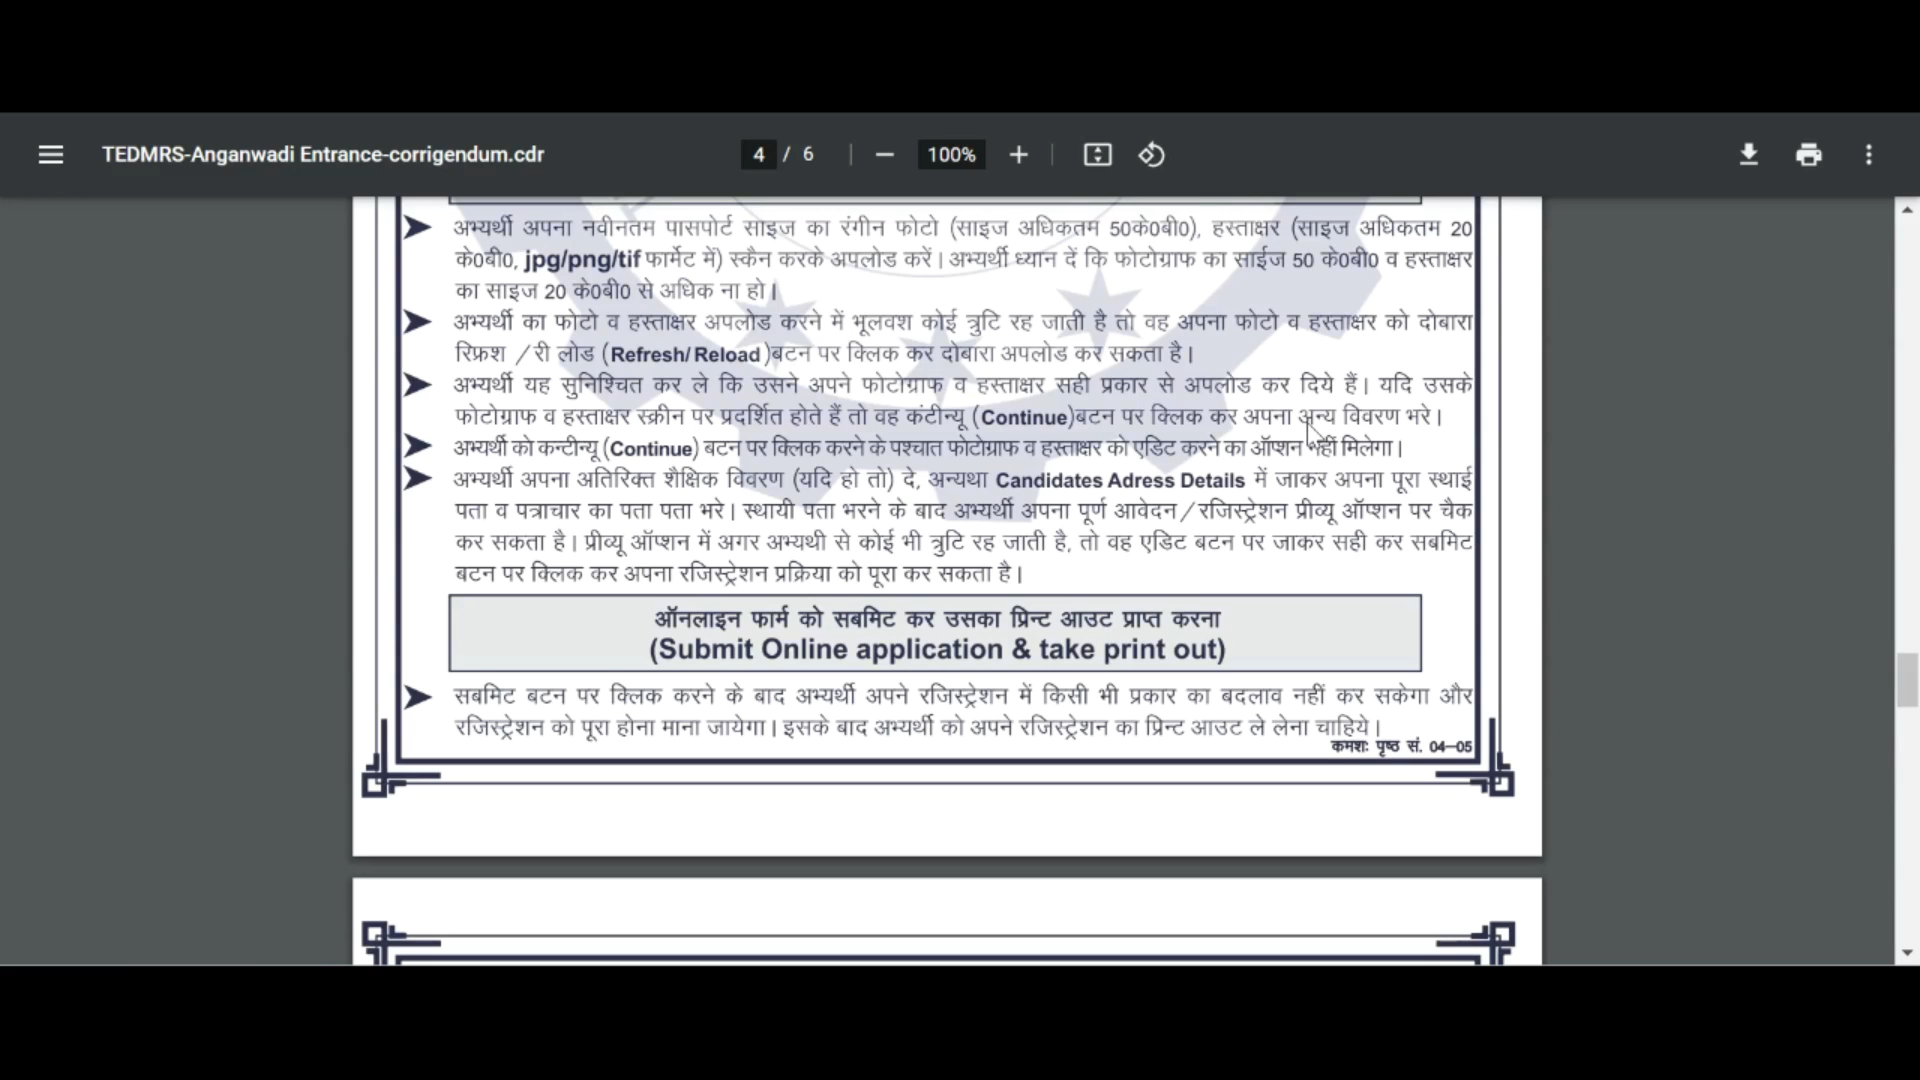 TEDMRS-Anganwadi Entrance-corrigendum.cdr
4 / 6
100%
अभ्यर्थी अपना नवीनतम पासपोर्ट साइज का रंगीन फोटो (साइज अधिकतम 50के0बी0), हस्ताक्षर (साइज अधिकतम 20
के0बी0, jpg/png/tif फार्मेट में) स्कैन करके अपलोड करें। अभ्यर्थी ध्यान दें कि फोटोग्राफ का साईज 50 के0बी0 व हस्ताक्षर
का साइज 20 के0बी0 से अधिक ना हो।
अभ्यर्थी का फोटो व हस्ताक्षर अपलोड करने में भूलवश कोई त्रुटि रह जाती है तो वह अपना फोटो व हस्ताक्षर को दोबारा
रिफ्रश /री लोड (Refresh/ Reload )बटन पर क्लिक कर दोबारा अपलोड कर सकता है।
अभ्यर्थी यह सुनिश्चित कर ले कि उसने अपने फोटोग्राफ व हस्ताक्षर सही प्रकार से अपलोड कर दिये हैं। यदि उसके
फोटोग्राफ व हस्ताक्षर स्क्रीन पर प्रदर्शित होते हैं तो वह कंटीन्यू (Continue)बटन पर क्लिक कर अपना अन्य विवरण भरे।
अभ्यर्थी को कन्टीन्यू (Continue) बटन पर क्लिक करने के पश्चात फोटोग्राफ व हस्ताक्षर को एडिट करने का ऑप्शन नहीं मिलेगा।
अभ्यर्थी अपना अतिरिक्त शैक्षिक विवरण (यदि हो तो) दे, अन्यथा Candidates Adress Details में जाकर अपना पूरा स्थाई
पता व पत्राचार का पता पता भरे। स्थायी पता भरने के बाद अभ्यर्थी अपना पूर्ण आवेदन/रजिस्ट्रेशन प्रीव्यू ऑप्शन पर चैक
कर सकता है। प्रीव्यू ऑप्शन में अगर अभ्यथी से कोई भी त्रुटि रह जाती है, तो वह एडिट बटन पर जाकर सही कर सबमिट
बटन पर क्लिक कर अपना रजिस्ट्रेशन प्रक्रिया को पूरा कर सकता है।
ऑनलाइन फार्म को सबमिट कर उसका प्रिन्ट आउट प्राप्त करना
(Submit Online application & take print out)
सबमिट बटन पर क्लिक करने के बाद अभ्यर्थी अपने रजिस्ट्रेशन में किसी भी प्रकार का बदलाव नहीं कर सकेगा और
रजिस्ट्रेशन को पूरा होना माना जायेगा। इसके बाद अभ्यर्थी को अपने रजिस्ट्रेशन का प्रिन्ट आउट ले लेना चाहिये।
कमशः पृष्ठ सं. 04–05